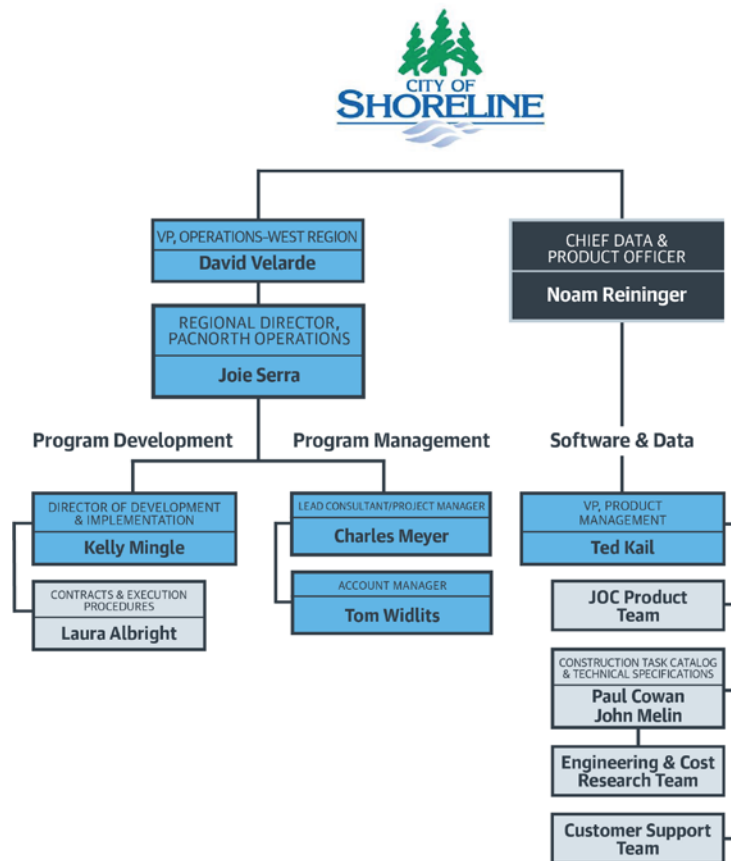 CITY OF
SHORELINE
VP, OPERATIONS-WEST REGION
David Velarde
CHIEF DATA &
PRODUCT OFFICER
Noam Reininger
REGIONAL DIRECTOR,
PACNORTH OPERATIONS
Joie Serra
Program Development
Program Management
Software & Data
DIRECTOR OF DEVELOPMENT
& IMPLEMENTATION
Kelly Mingle
LEAD CONSULTANT/PROJECT MANAGER
Charles Meyer
VP, PRODUCT
MANAGEMENT
Ted Kail
CONTRACTS & EXECUTION
PROCEDURES
Laura Albright
ACCOUNT MANAGER
Tom Widlits
JOC Product
Team
CONSTRUCTION TASK CATALOG
& TECHNICAL SPECIFICATIONS
Paul Cowan
John Melin
Engineering & Cost
Research Team
Customer Support
Team